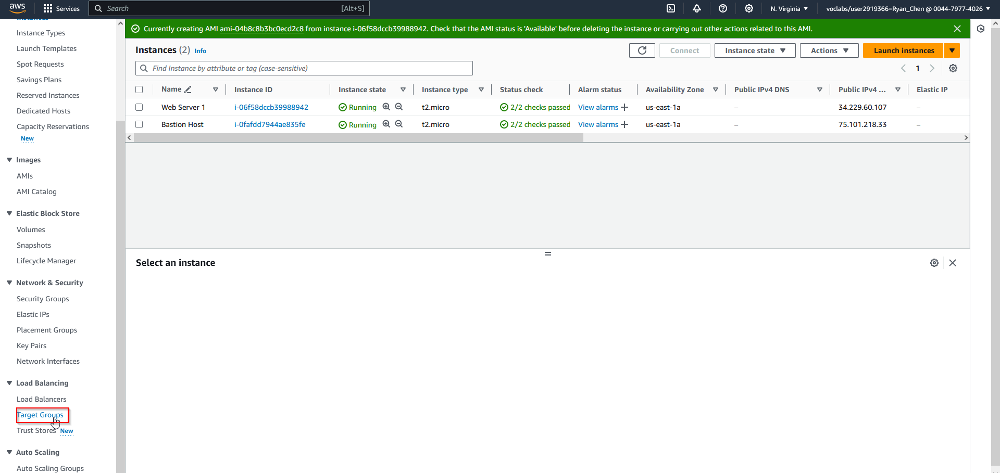 aws
Services
Search
[Alt+S]
N. Virginia
voclabs/user2919366=Ryan_Chen @ 0044-7977-4026
Instance Types
Launch Templates
Spot Requests
Savings Plans
Reserved Instances
Dedicated Hosts
Capacity Reservations
New
Images
AMIs
AMI Catalog
Elastic Block Store
Volumes
Snapshots
Lifecycle Manager
Network & Security
Security Groups
Elastic IPs
Placement Groups
Key Pairs
Network Interfaces
Load Balancing
Load Balancers
Target Groups
Trust Stores New
Auto Scaling
Auto Scaling Groups
Currently creating AMI ami-04b8c8b3bc0ecd2c8 from instance i-06f58dccb39988942. Check that the AMI status is 'Available' before deleting the instance or carrying out other actions related to this AMI.
Instances (2) Info
Connect
Instance state
Actions
Launch instances
Find Instance by attribute or tag (case-sensitive)
1
Name Instance ID Instance state Instance type Status check Alarm status Availability Zone Public IPv4 DNS Public IPv4 ... Elastic IP
Web Server 1 i-06f58dccb39988942 Running t2.micro 2/2 checks passed View alarms + us-east-1a – 34.229.60.107 –
Bastion Host i-0fafdd7944ae835fe Running t2.micro 2/2 checks passed View alarms + us-east-1a – 75.101.218.33 –
Select an instance